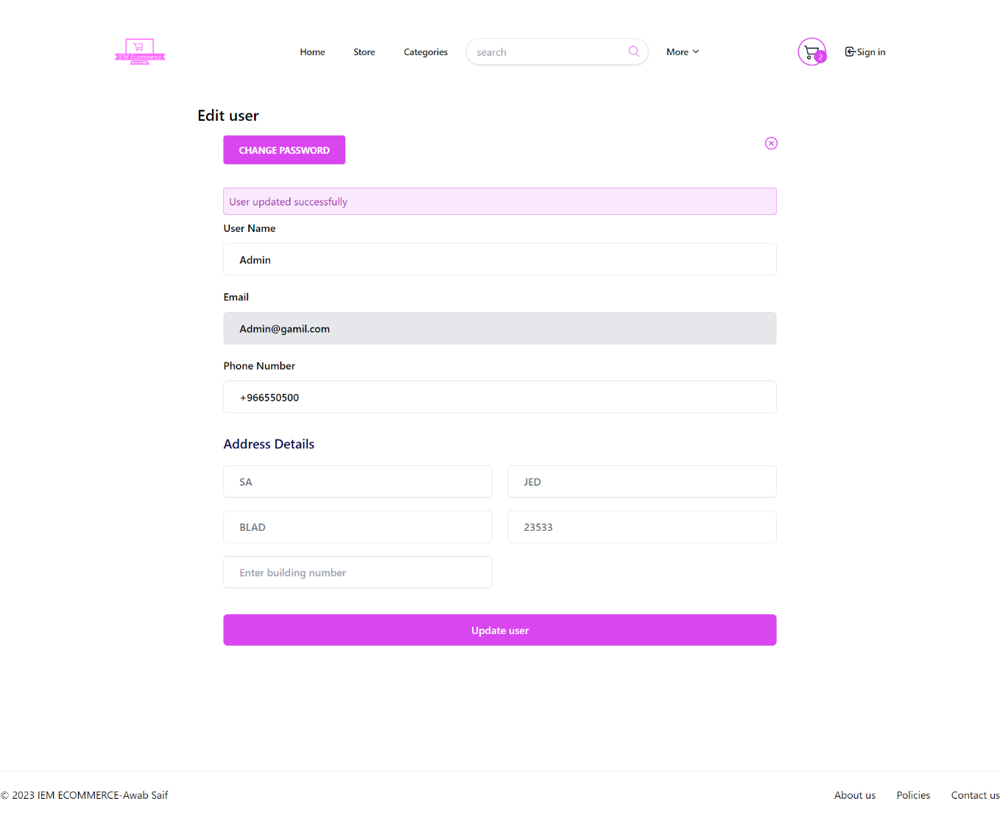 IEM Ecommerce
Home
Store
Categories
search
More
2
Sign in
Edit user
CHANGE PASSWORD
User updated successfully
User Name
Admin
Email
Admin@gamil.com
Phone Number
+966550500
Address Details
SA
JED
BLAD
23533
Enter building number
Update user
© 2023 IEM ECOMMERCE-Awab Saif
About us
Policies
Contact us